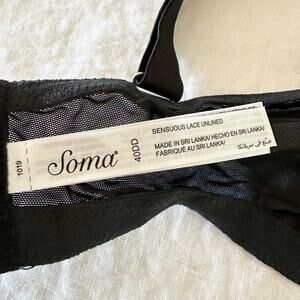 1019
Soma®
40DD
SENSUOUS LACE UNLINED
MADE IN SRI LANKA/ HECHO EN SRI LANKA/
FABRIQUÉ AU SRI LANKA/ صنع في سريلانكا